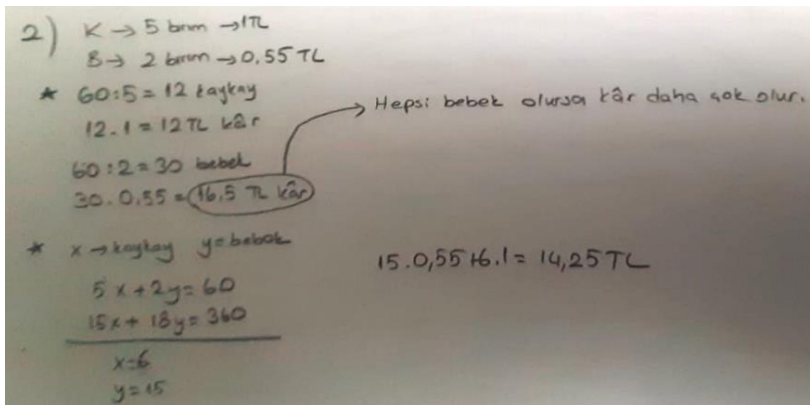 2) K → 5 birim → 1TL
B → 2 birim → 0,55 TL
* 60:5 = 12 kaykay
12.1 = 12 TL kâr
60:2 = 30 bebek
30.0,55 = 16,5 TL kâr
Hepsi bebek olursa kâr daha çok olur.
* x → kaykay y = bebek
5x + 2y = 60
15x + 18y = 360
x = 6
y = 15
15.0,55 + 6.1 = 14,25 TL